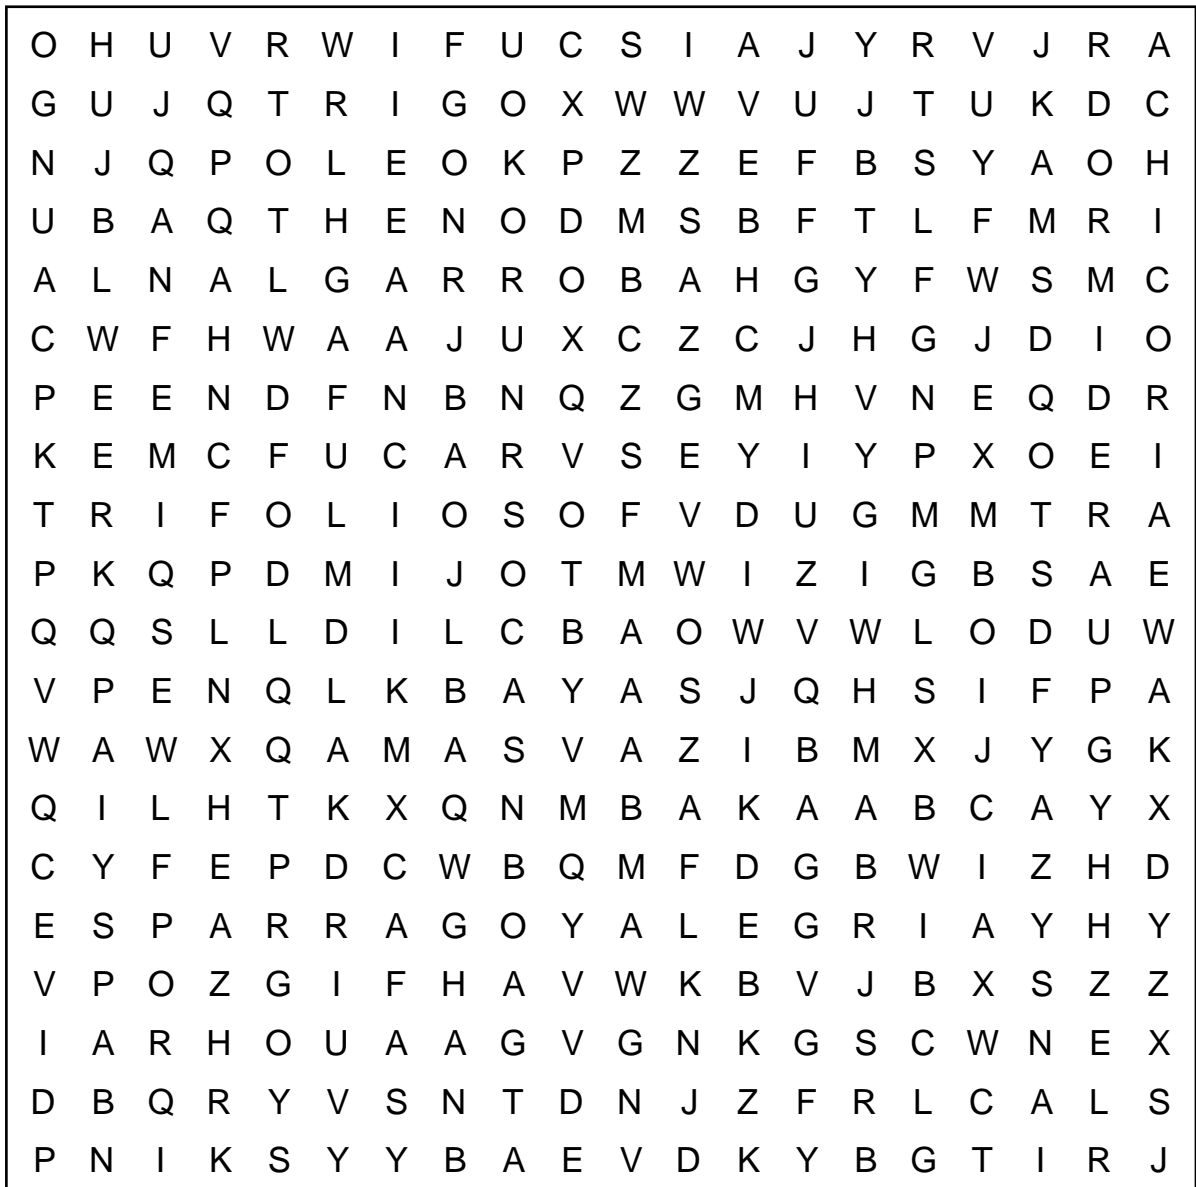 O H U V R W I F U C S I A J Y R V J R A
G U J Q T R I G O X W W V U J T U K D C
N J Q P O L E O K P Z Z E F B S Y A O H
U B A Q T H E N O D M S B F T L F M R I
A L N A L G A R R O B A H G Y F W S M C
C W F H W A A J U X C Z C J H G J D I O
P E E N D F N B N Q Z G M H V N E Q D R
K E M C F U C A R V S E Y I Y P X O E I
T R I F O L I O S O F V D U G M M T R A
P K Q P D M I J O T M W I Z I G B S A E
Q Q S L L D I L C B A O W V W L O D U W
V P E N Q L K B A Y A S J Q H S I F P A
W A W X Q A M A S V A Z I B M X J Y G K
Q I L H T K X Q N M B A K A A B C A Y X
C Y F E P D C W B Q M F D G B W I Z H D
E S P A R R A G O Y A L E G R I A Y H Y
V P O Z G I F H A V W K B V J B X S Z Z
I A R H O U A A G V G N K G S C W N E X
D B Q R Y V S N T D N J Z F R L C A L S
P N I K S Y Y B A E V D K Y B G T I R J